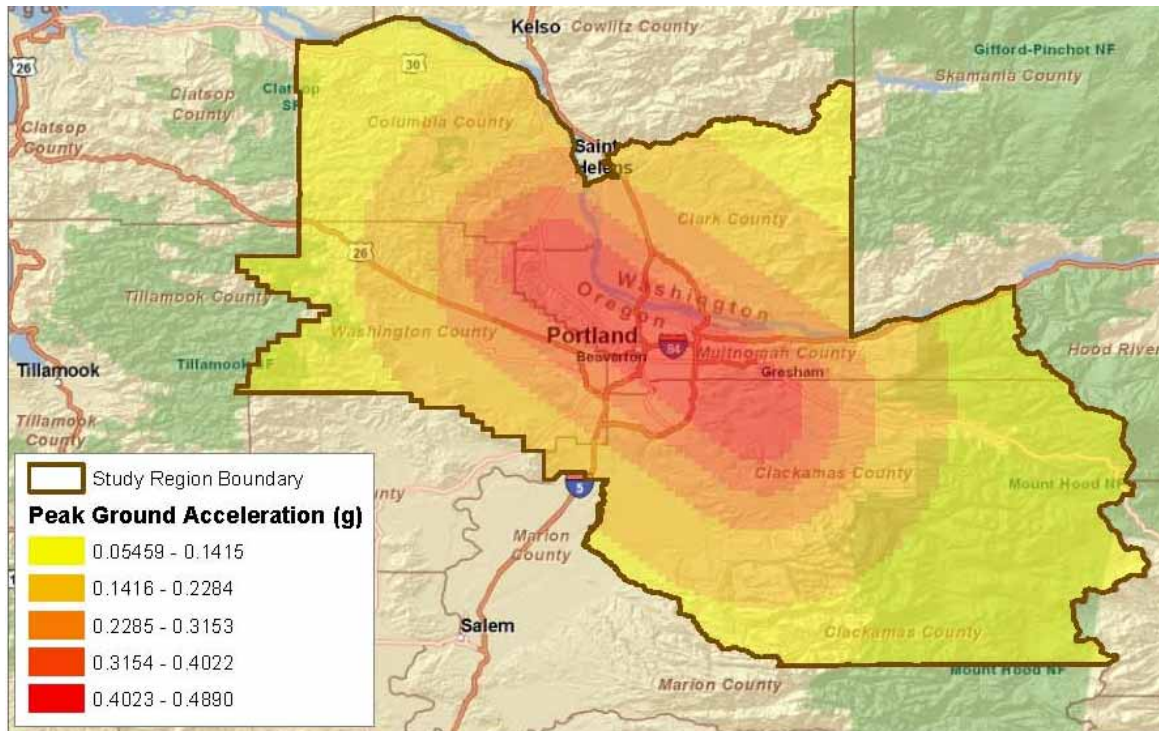 Kelso
Cowlitz County
Gifford-Pinchot NF
Skamania County
26
30
Clatsop
County
Clatsop
SF
Columbia County
Clatsop
County
Saint
Helens
Clark County
26
Washington
Oregon
Tillamook County
Washington County
Portland
Beaverton
84
Multnomah County
Gresham
Hood River
Tillamook
Tillamook
County
Clackamas County
Mount Hood NF
5
Marion
County
Salem
Clackamas County
Mount Hood NF
Marion County
Study Region Boundary
Peak Ground Acceleration (g)
0.05459 - 0.1415
0.1416 - 0.2284
0.2285 - 0.3153
0.3154 - 0.4022
0.4023 - 0.4890